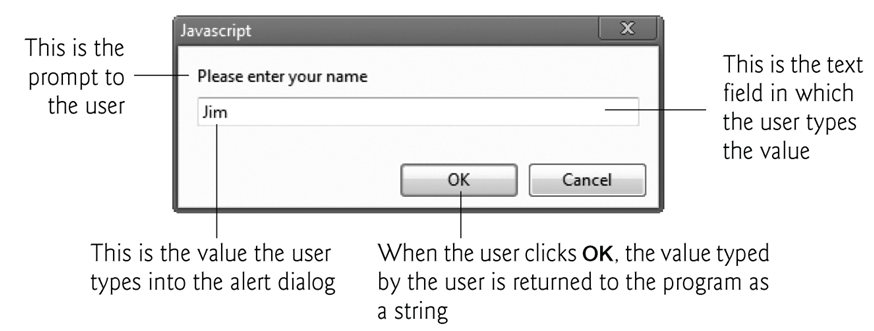 Javascript
This is the
prompt to
the user
Please enter your name
Jim
This is the text
field in which
the user types
the value
OK
Cancel
This is the value the user
types into the alert dialog
When the user clicks OK, the value typed
by the user is returned to the program as
a string